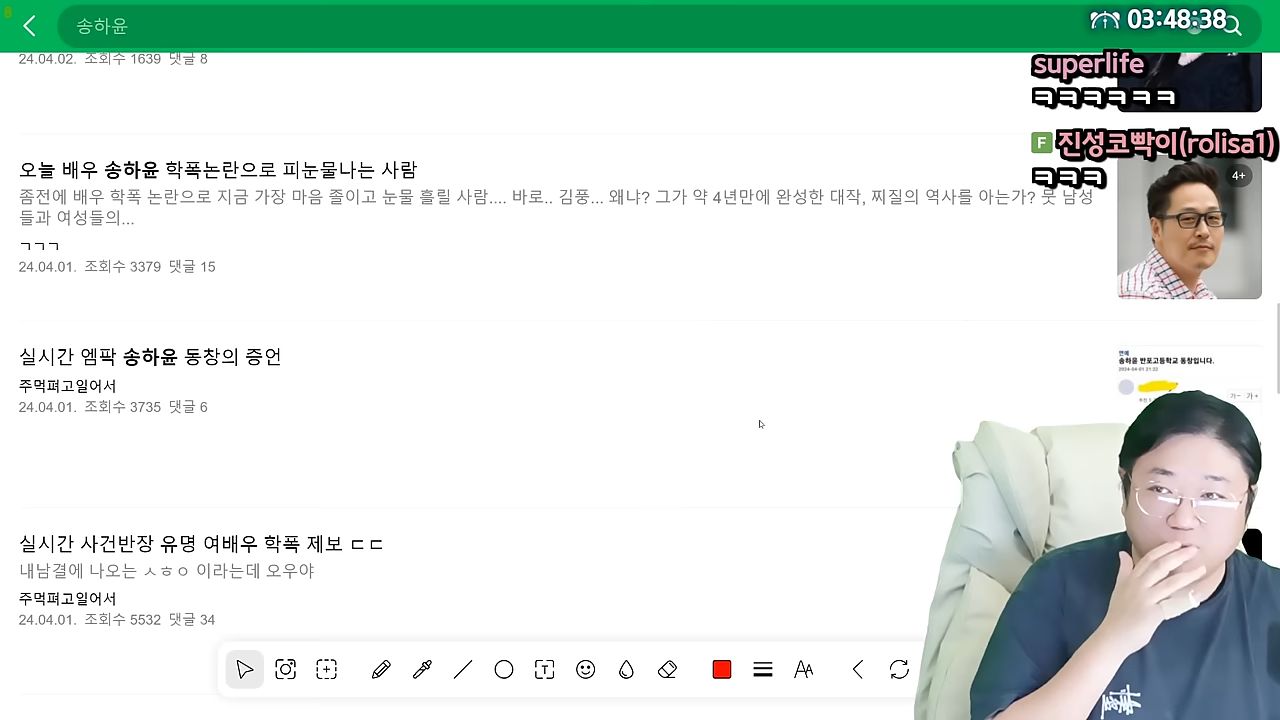 송하윤
03:48:38
24.04.02. 조회수 1639 댓글 8
superlife
ㅋㅋㅋㅋㅋㅋ
F 진성코빡이(rolisa1)
ㅋㅋㅋ
오늘 배우 송하윤 학폭논란으로 피눈물나는 사람
좀전에 배우 학폭 논란으로 지금 가장 마음 졸이고 눈물 흘릴 사람.... 바로.. 김풍... 왜냐? 그가 약 4년만에 완성한 대작, 찌질의 역사를 아는가? 뭇 남성
들과 여성들의...
ㄱㄱㄱ
24.04.01. 조회수 3379 댓글 15
4+
실시간 엠팍 송하윤 동창의 증언
주먹펴고일어서
24.04.01. 조회수 3735 댓글 6
연예
송하윤 반포고등학교 동창입니다.
2024-04-01 21:22
가- 가+
실시간 사건반장 유명 여배우 학폭 제보 ㄷㄷ
내남결에 나오는 ㅅㅎㅇ 이라는데 오우야
주먹펴고일어서
24.04.01. 조회수 5532 댓글 34